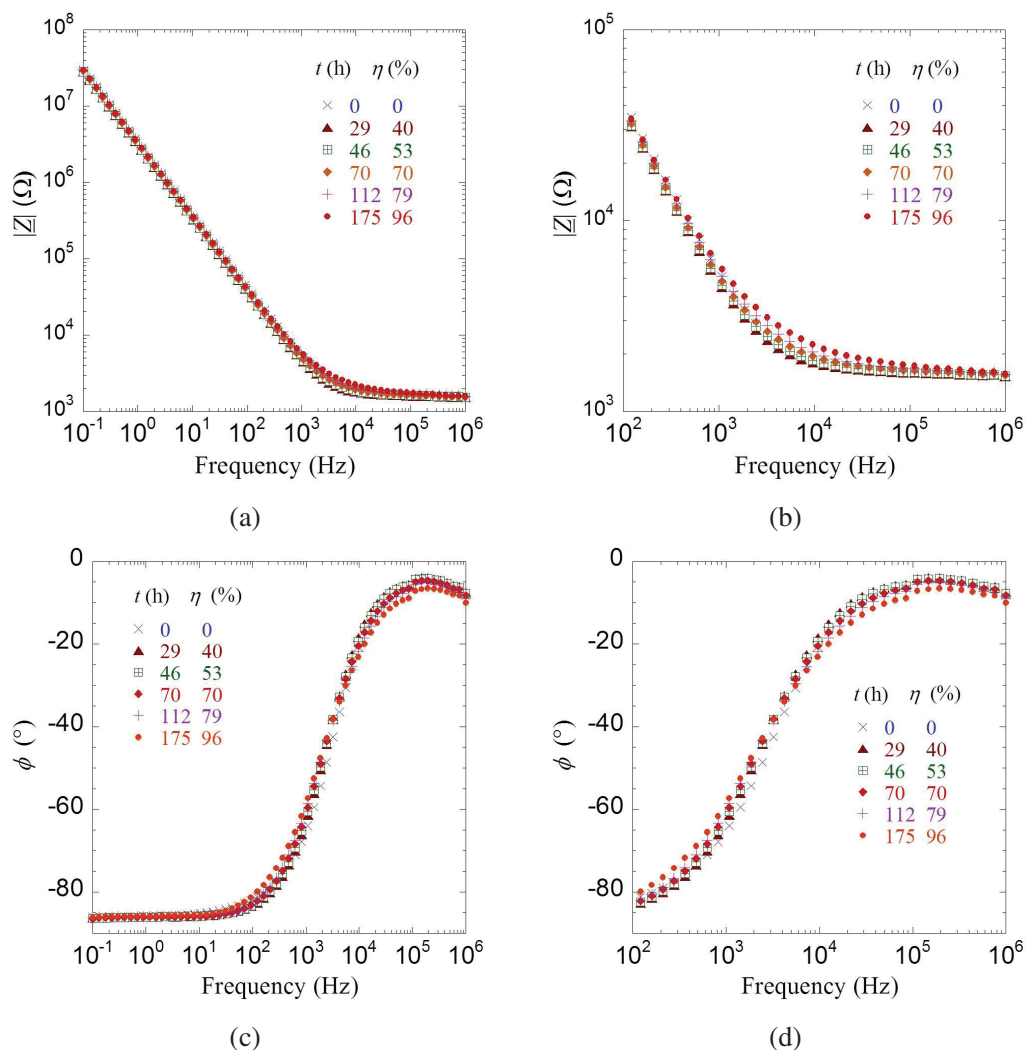 10^8
10^7
10^6
10^5
10^4
10^3
|Z| (Ω)
t (h) η (%)
0 0
29 40
46 53
70 70
112 79
175 96
10^-1 10^0 10^1 10^2 10^3 10^4 10^5 10^6
Frequency (Hz)
(a)
10^5
10^4
10^3
|Z| (Ω)
t (h) η (%)
0 0
29 40
46 53
70 70
112 79
175 96
10^2 10^3 10^4 10^5 10^6
Frequency (Hz)
(b)
0
-20
-40
-60
-80
ϕ (°)
t (h) η (%)
0 0
29 40
46 53
70 70
112 79
175 96
10^-1 10^0 10^1 10^2 10^3 10^4 10^5 10^6
Frequency (Hz)
(c)
0
-20
-40
-60
-80
ϕ (°)
t (h) η (%)
0 0
29 40
46 53
70 70
112 79
175 96
10^2 10^3 10^4 10^5 10^6
Frequency (Hz)
(d)